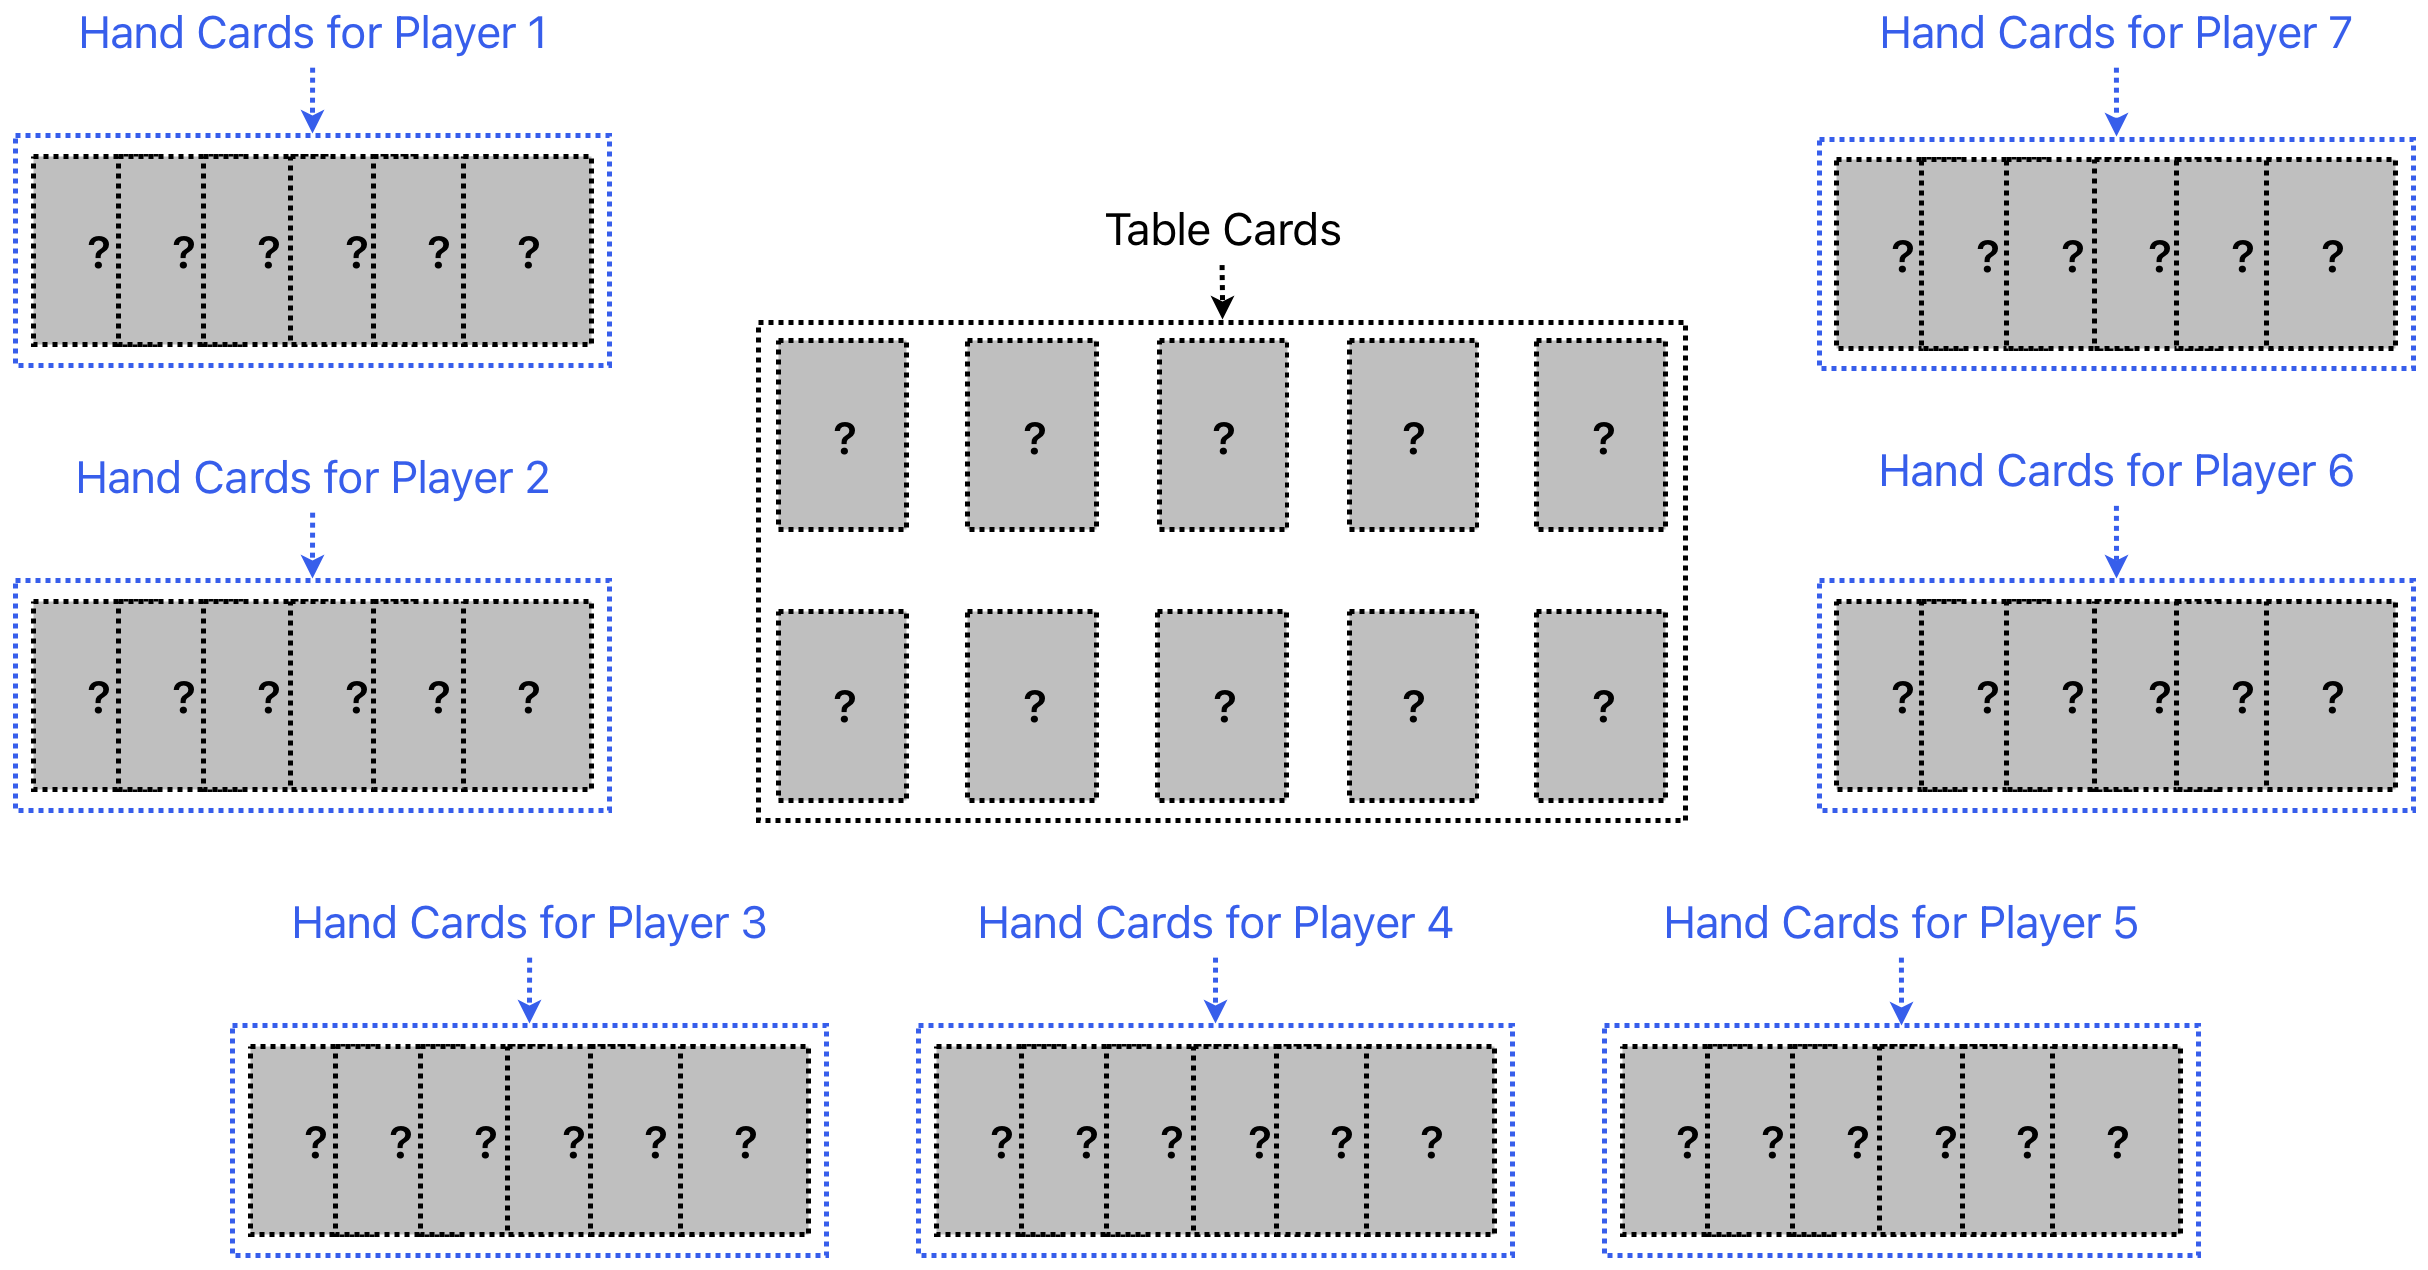 Hand Cards for Player 1
Hand Cards for Player 7
? ? ? ? ? ?
? ? ? ? ? ?
Table Cards
? ? ? ? ?
Hand Cards for Player 2
Hand Cards for Player 6
? ? ? ? ? ?
? ? ? ? ?
? ? ? ? ? ?
Hand Cards for Player 3
Hand Cards for Player 4
Hand Cards for Player 5
? ? ? ? ? ?
? ? ? ? ? ?
? ? ? ? ? ?